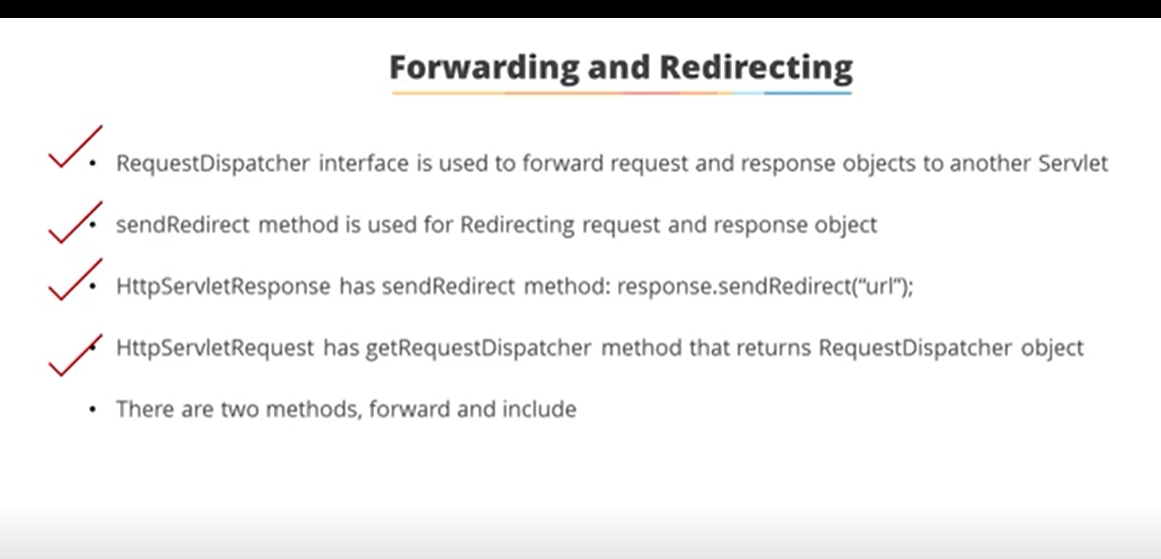 Forwarding and Redirecting
• RequestDispatcher interface is used to forward request and response objects to another Servlet
• sendRedirect method is used for Redirecting request and response object
• HttpServletResponse has sendRedirect method: response.sendRedirect(“url”);
• HttpServletRequest has getRequestDispatcher method that returns RequestDispatcher object
• There are two methods, forward and include